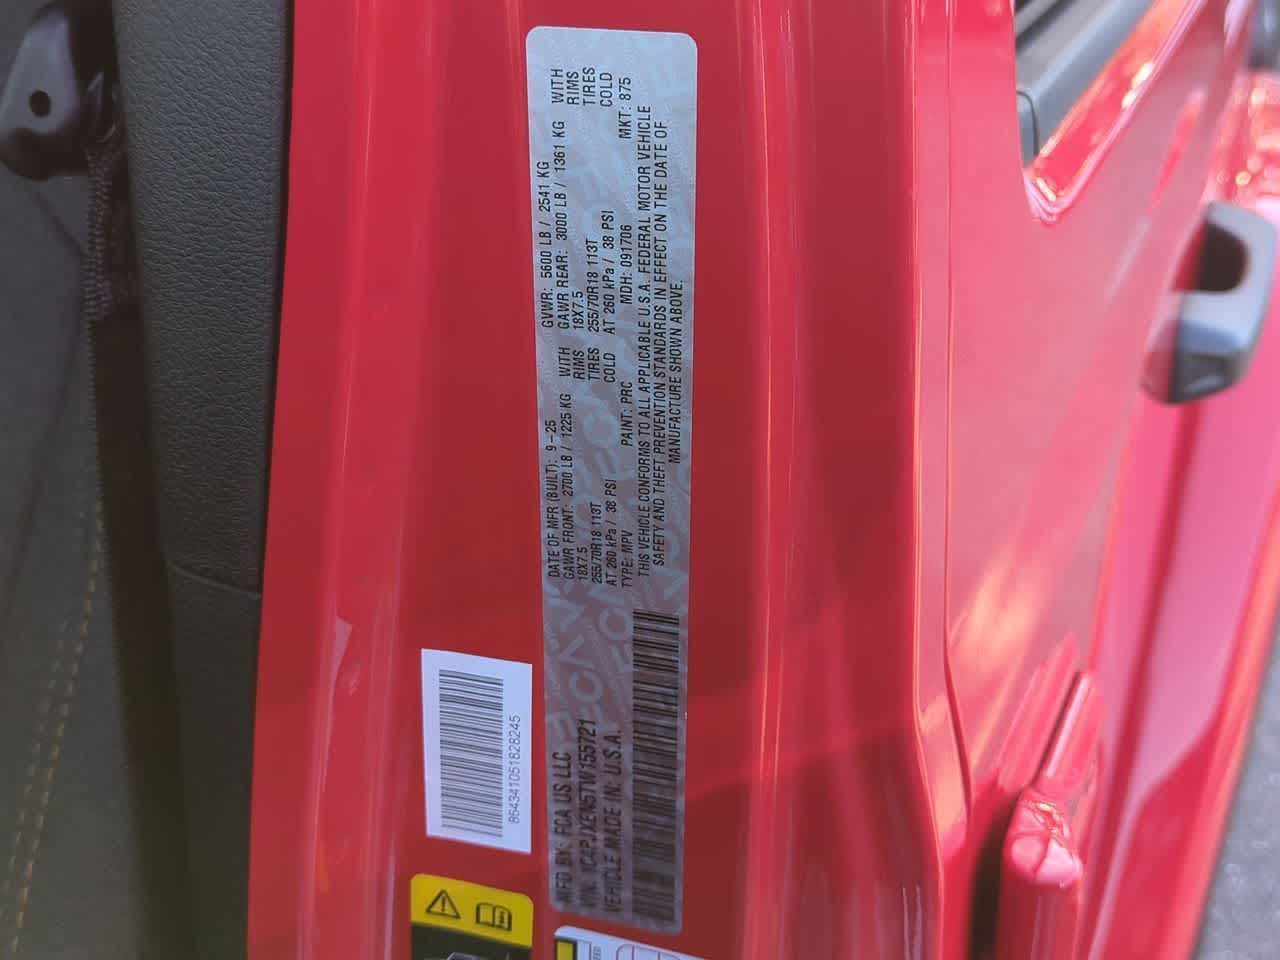 MFD BY: FCA US LLC
VIN: 1C4PJXEN5TW155721
VEHICLE MADE IN: U.S.A.
DATE OF MFR (BUILT): 9-25
GVWR: 5600 LB / 2541 KG
GAWR FRONT: 2700 LB / 1225 KG WITH
18X7.5 RIMS
255/70R18 113T TIRES
AT 260 kPa / 38 PSI COLD
GAWR REAR: 3000 LB / 1361 KG WITH
18X7.5 RIMS
255/70R18 113T TIRES
AT 260 kPa / 38 PSI COLD
TYPE: MPV PAINT: PRC MDH: 091706 MKT: 875
THIS VEHICLE CONFORMS TO ALL APPLICABLE U.S.A. FEDERAL MOTOR VEHICLE
SAFETY AND THEFT PREVENTION STANDARDS IN EFFECT ON THE DATE OF
MANUFACTURE SHOWN ABOVE.
864341051828245